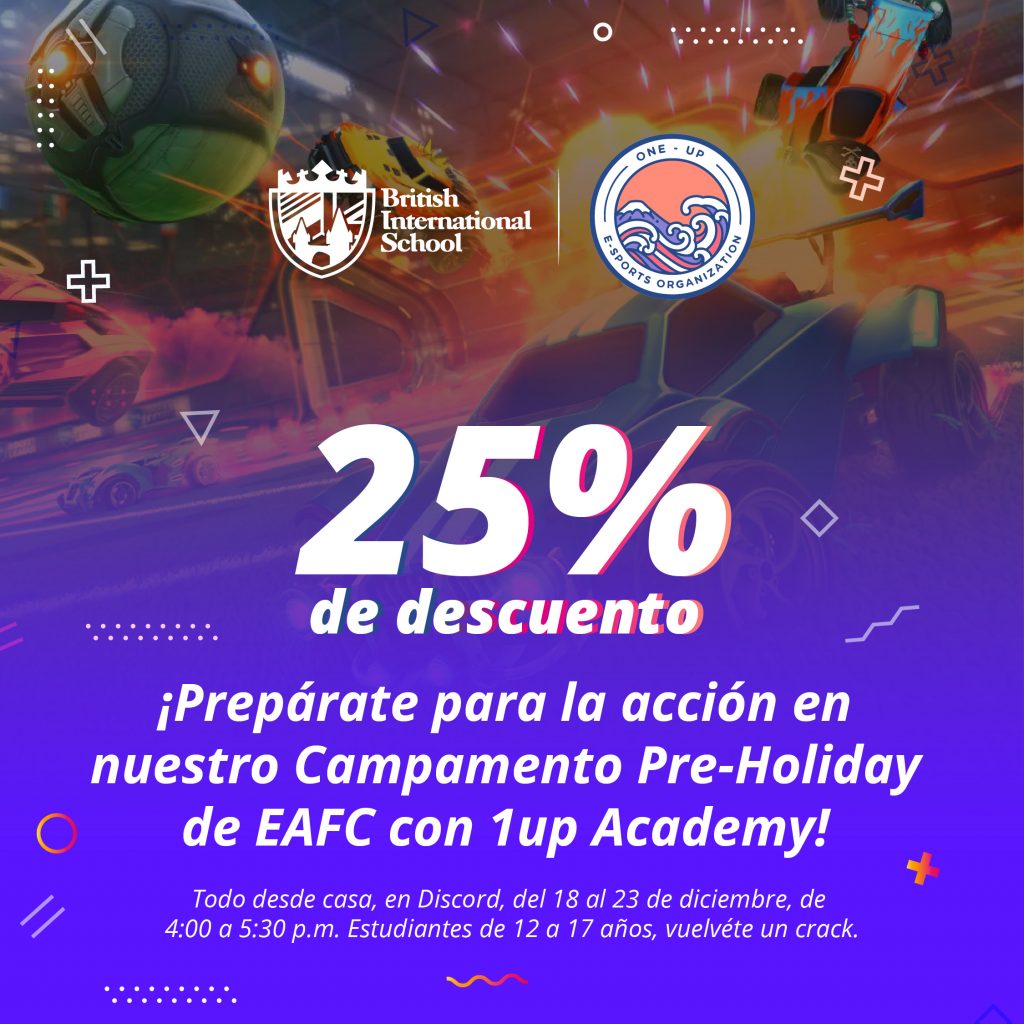 British
International
School
ONE - UP
E-SPORTS ORGANIZATION
25%
de descuento
¡Prepárate para la acción en
nuestro Campamento Pre-Holiday
de EAFC con 1up Academy!
Todo desde casa, en Discord, del 18 al 23 de diciembre, de
4:00 a 5:30 p.m. Estudiantes de 12 a 17 años, vuelvéte un crack.